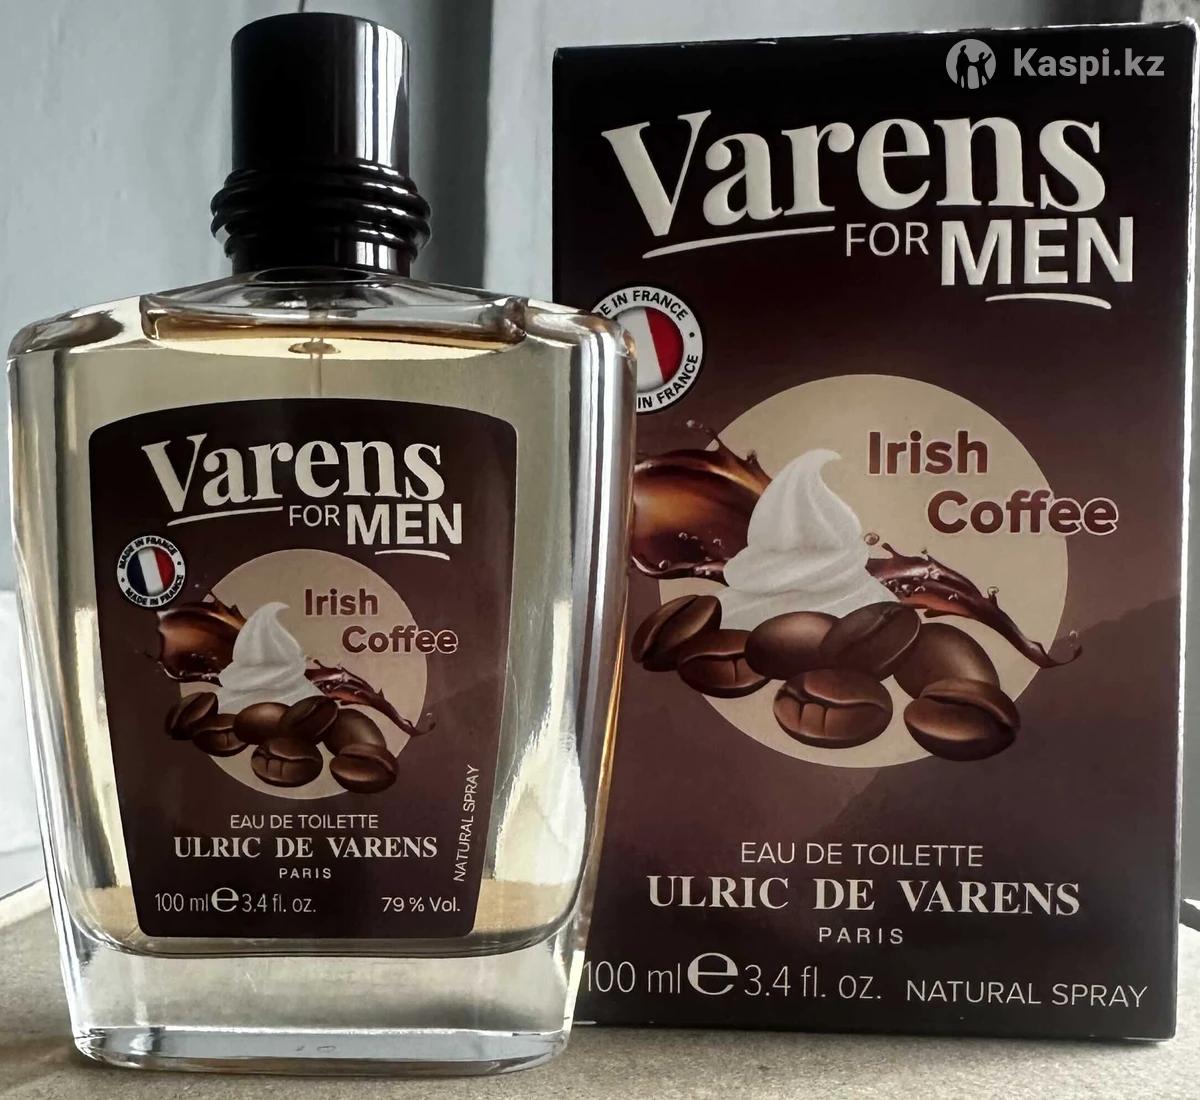 Kaspi.kz
Varens
FOR MEN
E IN FRANCE
IN FRANCE
Irish
Coffee
EAU DE TOILETTE
ULRIC DE VARENS
PARIS
100 ml e 3.4 fl. oz. NATURAL SPRAY
Varens
FOR MEN
MADE IN FRANCE
MADE IN FRANCE
Irish
Coffee
EAU DE TOILETTE
ULRIC DE VARENS
PARIS
100 ml e 3.4 fl. oz. 79 % Vol.
NATURAL SPRAY